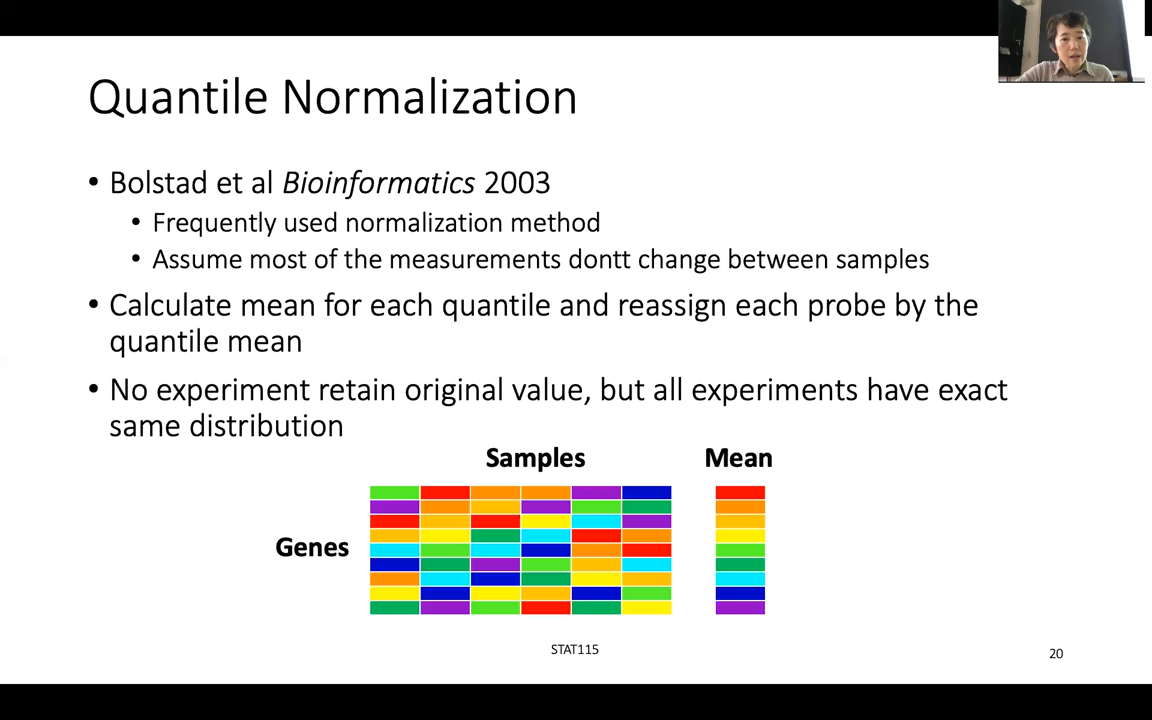 Quantile Normalization
• Bolstad et al Bioinformatics 2003
• Frequently used normalization method
• Assume most of the measurements dontt change between samples
• Calculate mean for each quantile and reassign each probe by the
quantile mean
• No experiment retain original value, but all experiments have exact
same distribution
Samples
Mean
Genes
STAT115
20